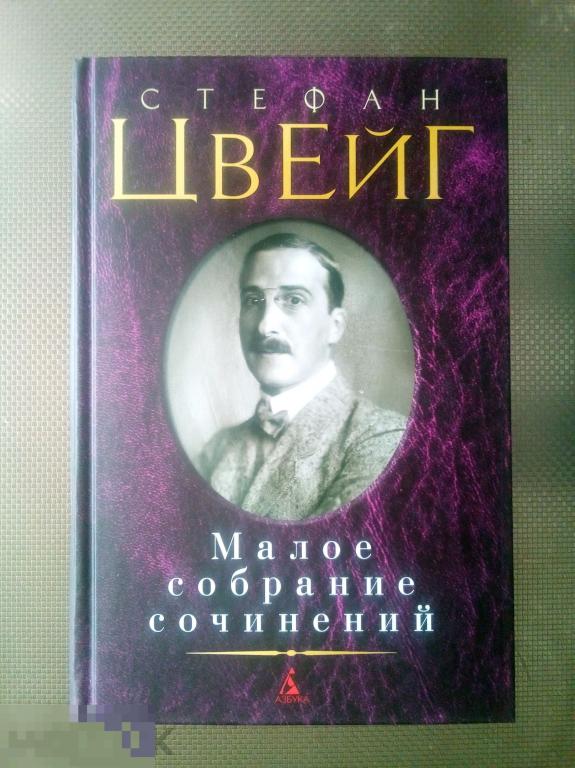 СТЕФАН
ЦВЕЙГ
Малое
собрание
сочинений
АЗБУКА